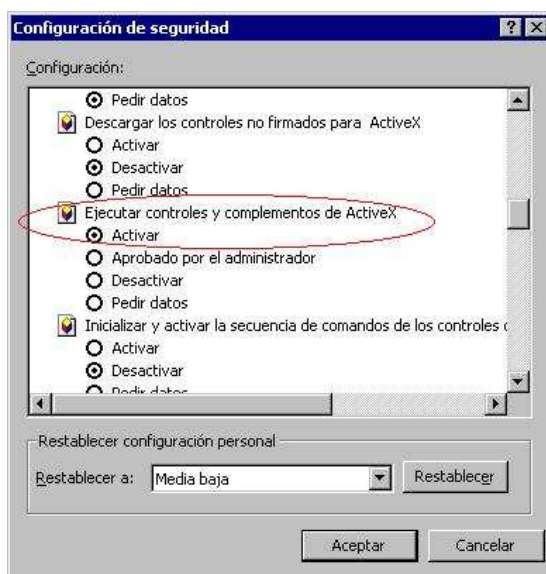 Configuración de seguridad
Configuración:
Pedir datos
Descargar los controles no firmados para ActiveX
Activar
Desactivar
Pedir datos
Ejecutar controles y complementos de ActiveX
Activar
Aprobado por el administrador
Desactivar
Pedir datos
Inicializar y activar la secuencia de comandos de los controles
Activar
Desactivar
Pedir datos
Restablecer configuración personal
Restablecer a: Media baja Restablecer
Aceptar Cancelar